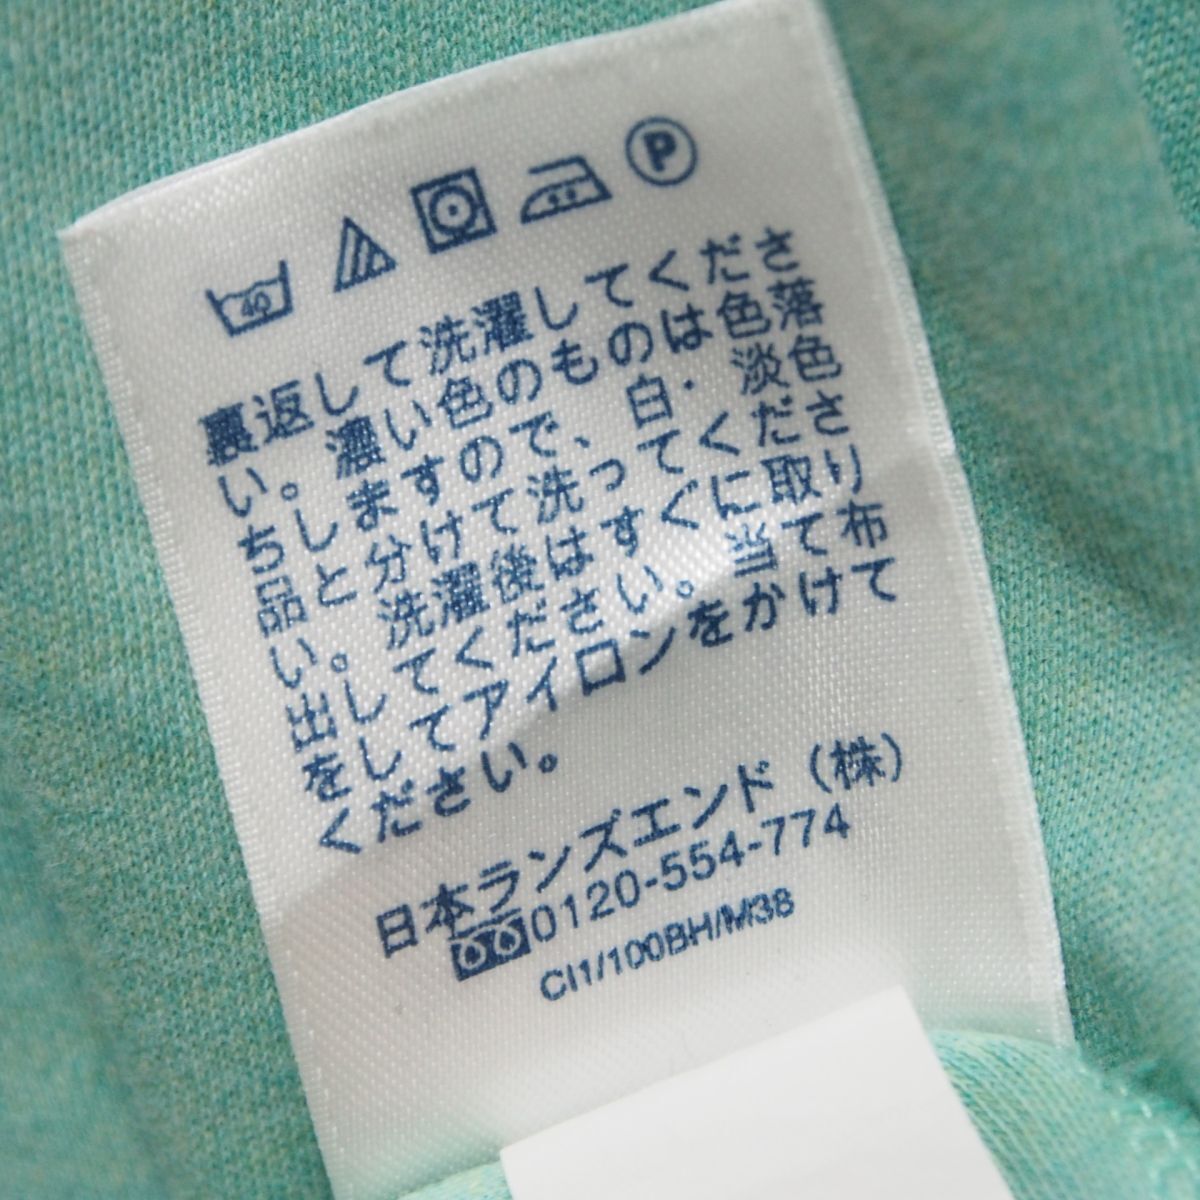 40 P
裏返して洗濯してくださ
い。濃い色のものは色落
ちしますので、白・淡色
品と分けて洗ってくださ
い。洗濯後はすぐに取り
出してください。当て布
をしてアイロンをかけて
ください。
日本ランズエンド（株）
0120-554-774
CI1/100BH/M38